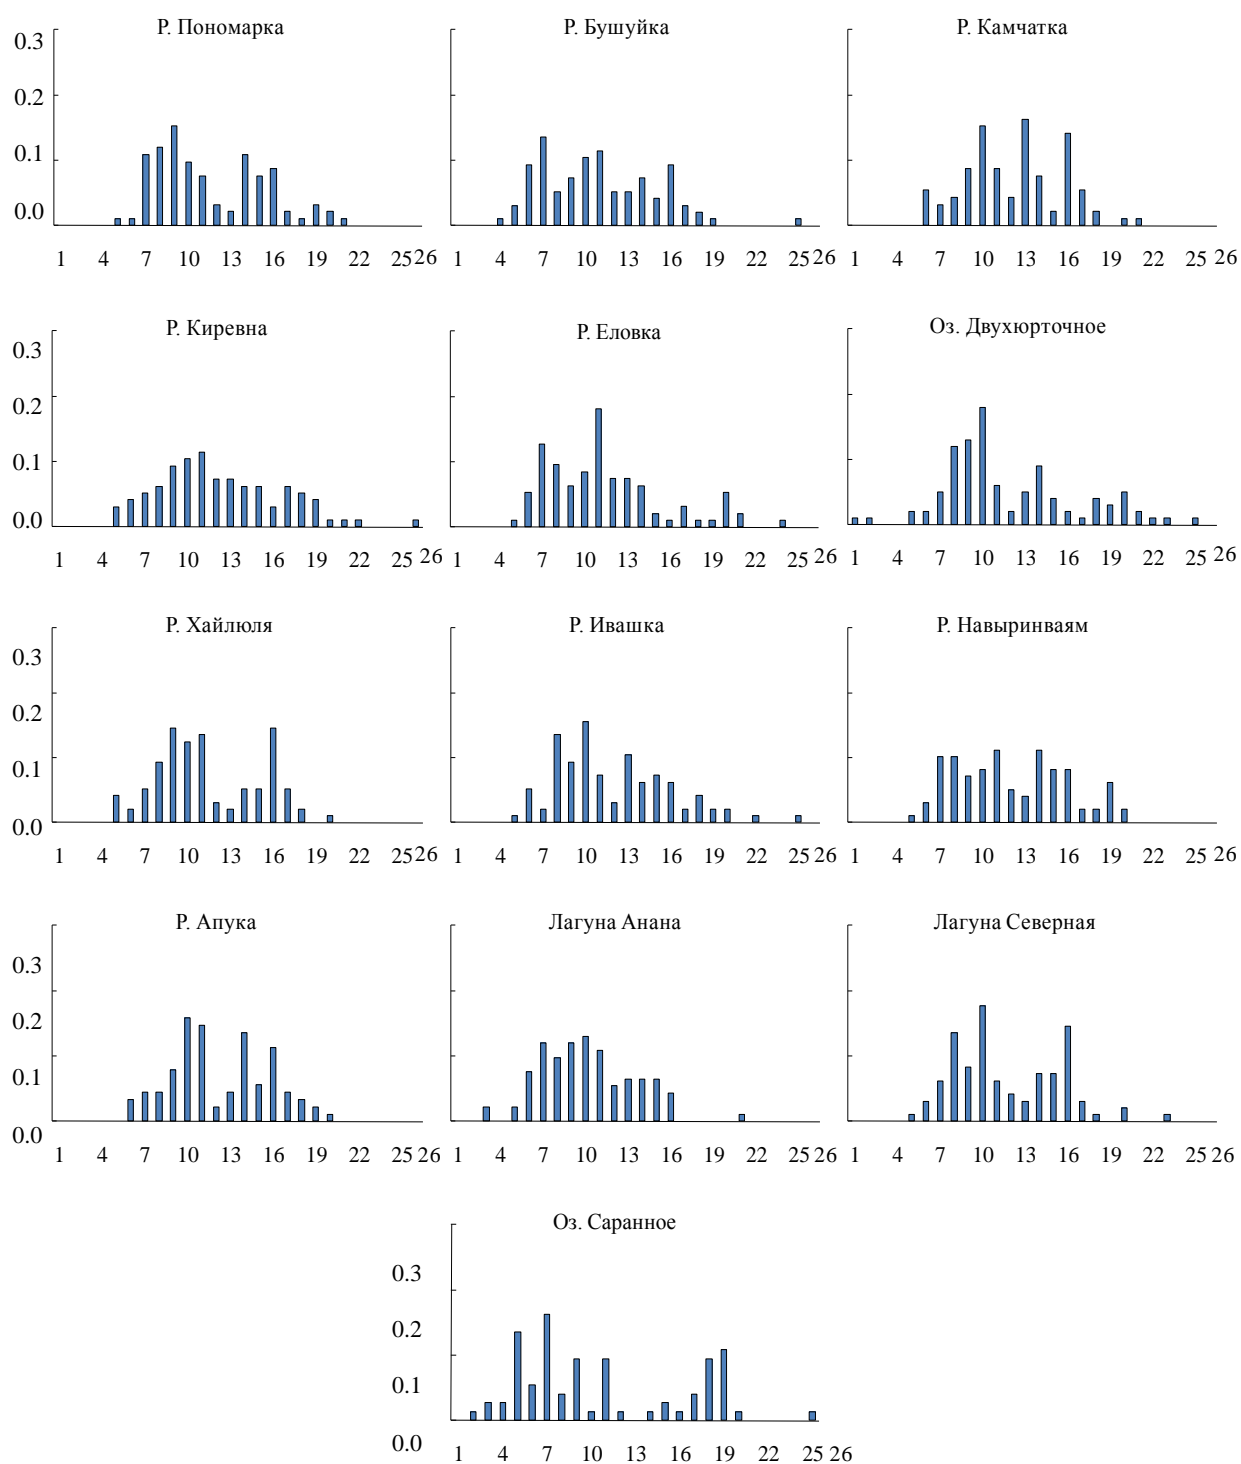 Р. Пономарка
Р. Бушуйка
Р. Камчатка
0.3
0.2
0.1
0.0
1 4 7 10 13 16 19 22 25 26
1 4 7 10 13 16 19 22 25 26
1 4 7 10 13 16 19 22 25 26
Р. Киревна
Р. Еловка
Оз. Двухюрточное
0.3
0.2
0.1
0.0
1 4 7 10 13 16 19 22 25 26
1 4 7 10 13 16 19 22 25 26
1 4 7 10 13 16 19 22 25 26
Р. Хайлюля
Р. Ивашка
Р. Навыринваям
0.3
0.2
0.1
0.0
1 4 7 10 13 16 19 22 25 26
1 4 7 10 13 16 19 22 25 26
1 4 7 10 13 16 19 22 25 26
Р. Апука
Лагуна Анана
Лагуна Северная
0.3
0.2
0.1
0.0
1 4 7 10 13 16 19 22 25 26
1 4 7 10 13 16 19 22 25 26
1 4 7 10 13 16 19 22 25 26
Оз. Саранное
0.3
0.2
0.1
0.0
1 4 7 10 13 16 19 22 25 26